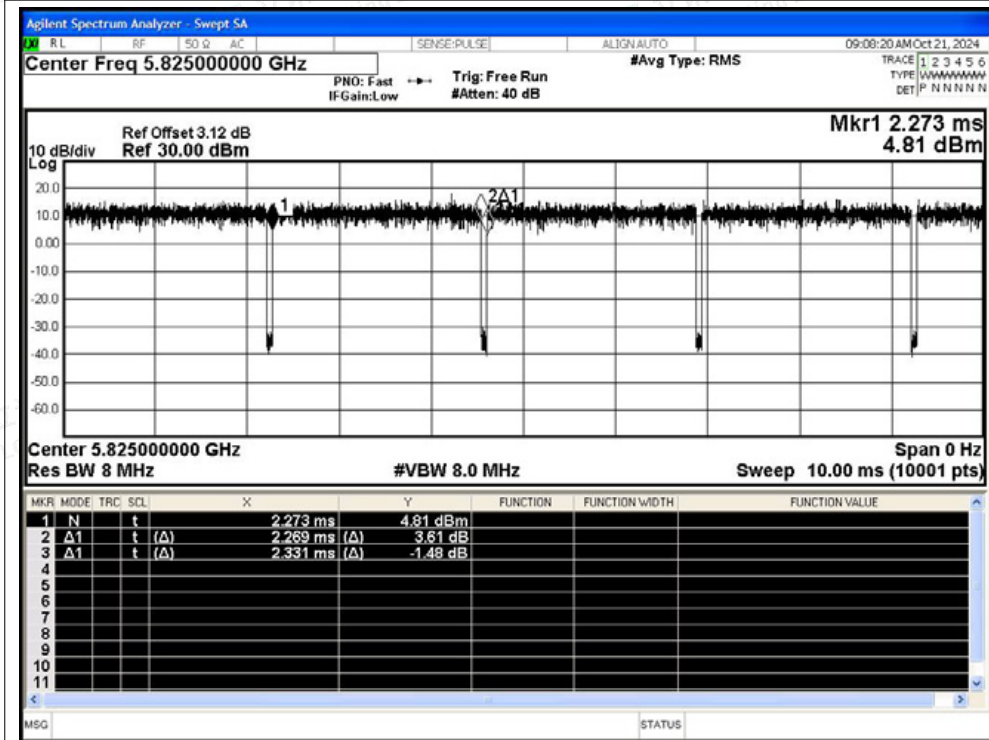 Agilent Spectrum Analyzer - Swept SA
LXI RL RF 50 Ω AC SENSE:PULSE ALIGN AUTO 09:08:20 AM Oct 21, 2024
Center Freq 5.825000000 GHz #Avg Type: RMS TRACE 1 2 3 4 5 6
PNO: Fast Trig: Free Run TYPE WWWWWW
IFGain:Low #Atten: 40 dB DET P N N N N N
Mkr1 2.273 ms
Ref Offset 3.12 dB
10 dB/div Ref 30.00 dBm 4.81 dBm
Log
20.0
1 2Δ1
10.0
0.00
-10.0
-20.0
-30.0
-40.0
-50.0
-60.0
Center 5.825000000 GHz Span 0 Hz
Res BW 8 MHz #VBW 8.0 MHz Sweep 10.00 ms (10001 pts)
MKR MODE TRC SCL X Y FUNCTION FUNCTION WIDTH FUNCTION VALUE
1 N t 2.273 ms 4.81 dBm
2 Δ1 t (Δ) 2.269 ms (Δ) 3.61 dB
3 Δ1 t (Δ) 2.331 ms (Δ) -1.48 dB
4
5
6
7
8
9
10
11
MSG STATUS